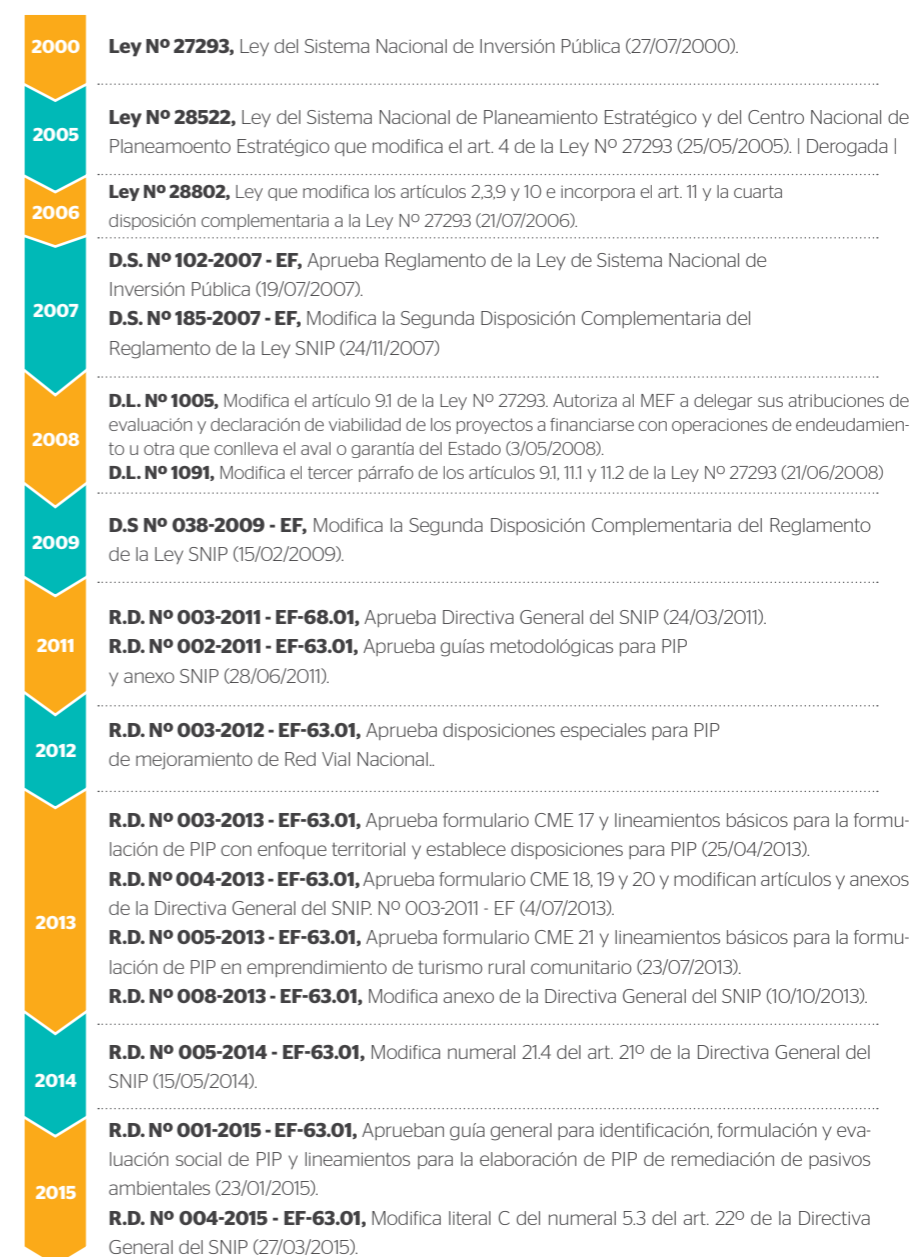 2000
Ley Nº 27293, Ley del Sistema Nacional de Inversión Pública (27/07/2000).
2005
Ley Nº 28522, Ley del Sistema Nacional de Planeamiento Estratégico y del Centro Nacional de
Planeamoento Estratégico que modifica el art. 4 de la Ley Nº 27293 (25/05/2005). | Derogada |
2006
Ley Nº 28802, Ley que modifica los artículos 2,3,9 y 10 e incorpora el art. 11 y la cuarta
disposición complementaria a la Ley Nº 27293 (21/07/2006).
2007
D.S. Nº 102-2007 - EF, Aprueba Reglamento de la Ley de Sistema Nacional de
Inversión Pública (19/07/2007).
D.S. Nº 185-2007 - EF, Modifica la Segunda Disposición Complementaria del
Reglamento de la Ley SNIP (24/11/2007)
2008
D.L. Nº 1005, Modifica el artículo 9.1 de la Ley Nº 27293. Autoriza al MEF a delegar sus atribuciones de
evaluación y declaración de viabilidad de los proyectos a financiarse con operaciones de endeudamien-
to u otra que conlleva el aval o garantía del Estado (3/05/2008).
D.L. Nº 1091, Modifica el tercer párrafo de los artículos 9.1, 11.1 y 11.2 de la Ley Nº 27293 (21/06/2008)
2009
D.S Nº 038-2009 - EF, Modifica la Segunda Disposición Complementaria del Reglamento
de la Ley SNIP (15/02/2009).
2011
R.D. Nº 003-2011 - EF-68.01, Aprueba Directiva General del SNIP (24/03/2011).
R.D. Nº 002-2011 - EF-63.01, Aprueba guías metodológicas para PIP
y anexo SNIP (28/06/2011).
2012
R.D. Nº 003-2012 - EF-63.01, Aprueba disposiciones especiales para PIP
de mejoramiento de Red Vial Nacional..
2013
R.D. Nº 003-2013 - EF-63.01, Aprueba formulario CME 17 y lineamientos básicos para la formu-
lación de PIP con enfoque territorial y establece disposiciones para PIP (25/04/2013).
R.D. Nº 004-2013 - EF-63.01, Aprueba formulario CME 18, 19 y 20 y modifican artículos y anexos
de la Directiva General del SNIP. Nº 003-2011 - EF (4/07/2013).
R.D. Nº 005-2013 - EF-63.01, Aprueba formulario CME 21 y lineamientos básicos para la formu-
lación de PIP en emprendimiento de turismo rural comunitario (23/07/2013).
R.D. Nº 008-2013 - EF-63.01, Modifica anexo de la Directiva General del SNIP (10/10/2013).
2014
R.D. Nº 005-2014 - EF-63.01, Modifica numeral 21.4 del art. 21º de la Directiva General del
SNIP (15/05/2014).
2015
R.D. Nº 001-2015 - EF-63.01, Aprueban guía general para identificación, formulación y eva-
luación social de PIP y lineamientos para la elaboración de PIP de remediación de pasivos
ambientales (23/01/2015).
R.D. Nº 004-2015 - EF-63.01, Modifica literal C del numeral 5.3 del art. 22º de la Directiva
General del SNIP (27/03/2015).